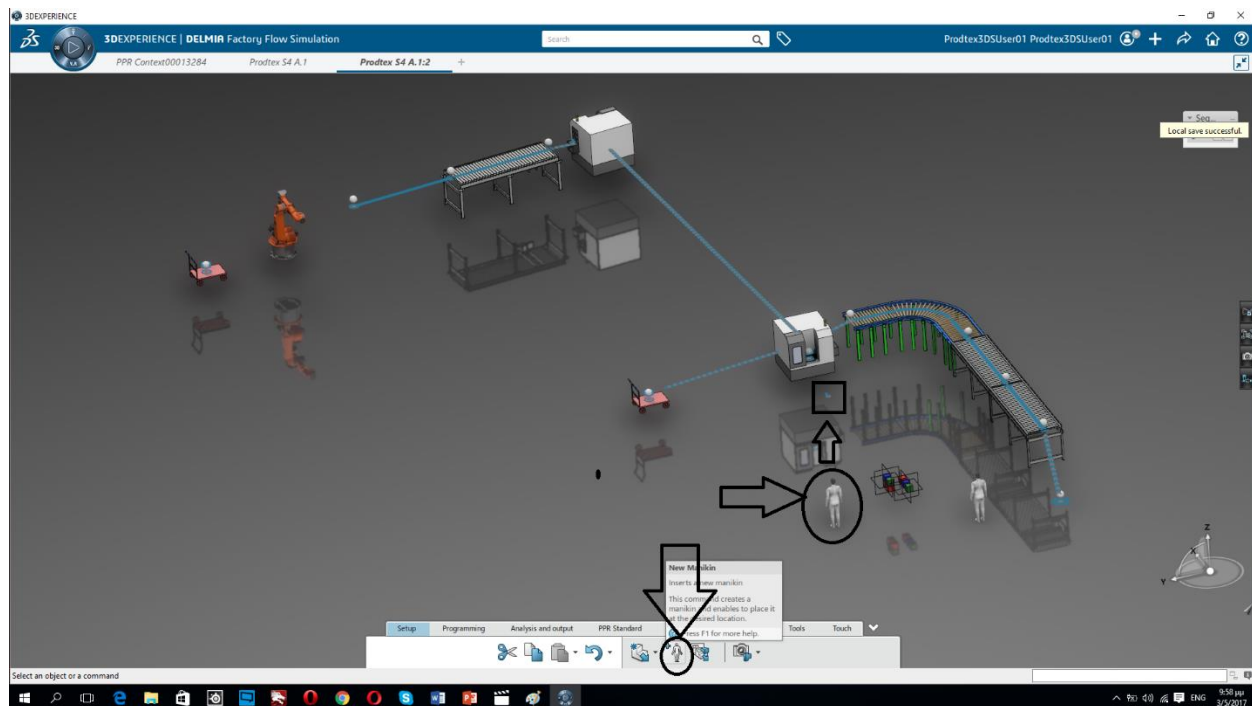 3DEXPERIENCE
3DEXPERIENCE | DELMIA Factory Flow Simulation
Search
Prodtex3DSUser01 Prodtex3DSUser01
PPR Context00013284
Prodtex S4 A.1
Prodtex S4 A.1:2
Seq...
Local save successful.
Z
X
Y
New Manikin
Inserts a new manikin
This command creates a
manikin and enables to place it
at the desired location.
Press F1 for more help.
Setup
Programming
Analysis and output
PPR Standard
Tools
Touch
Select an object or a command
ENG
9:58 μμ
3/5/2017